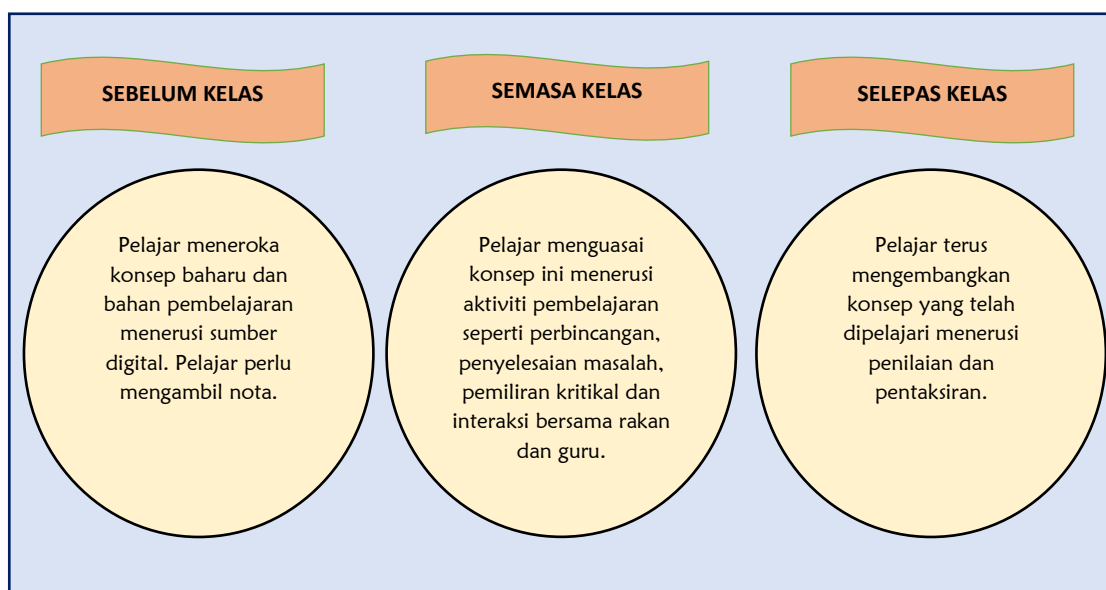 SEBELUM KELAS
Pelajar meneroka
konsep baharu dan
bahan pembelajaran
menerusi sumber
digital. Pelajar perlu
mengambil nota.
SEMASA KELAS
Pelajar menguasai
konsep ini menerusi
aktiviti pembelajaran
seperti perbincangan,
penyelesaian masalah,
pemiliran kritikal dan
interaksi bersama rakan
dan guru.
SELEPAS KELAS
Pelajar terus
mengembangkan
konsep yang telah
dipelajari menerusi
penilaian dan
pentaksiran.